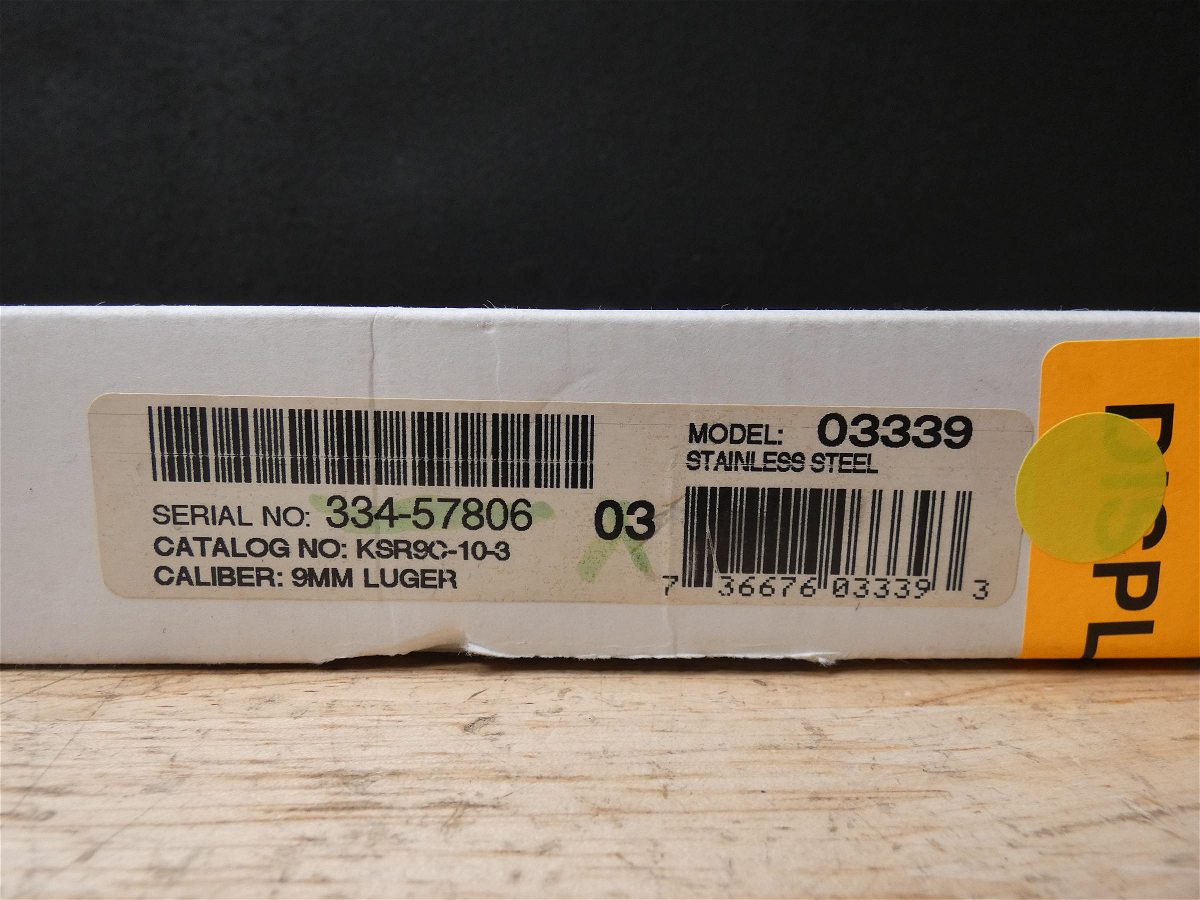 MODEL: 03339
STAINLESS STEEL
SERIAL NO: 334-57806
03
CATALOG NO: KSR9C-10-3
CALIBER: 9MM LUGER
7 36676 03339 3
DISPL